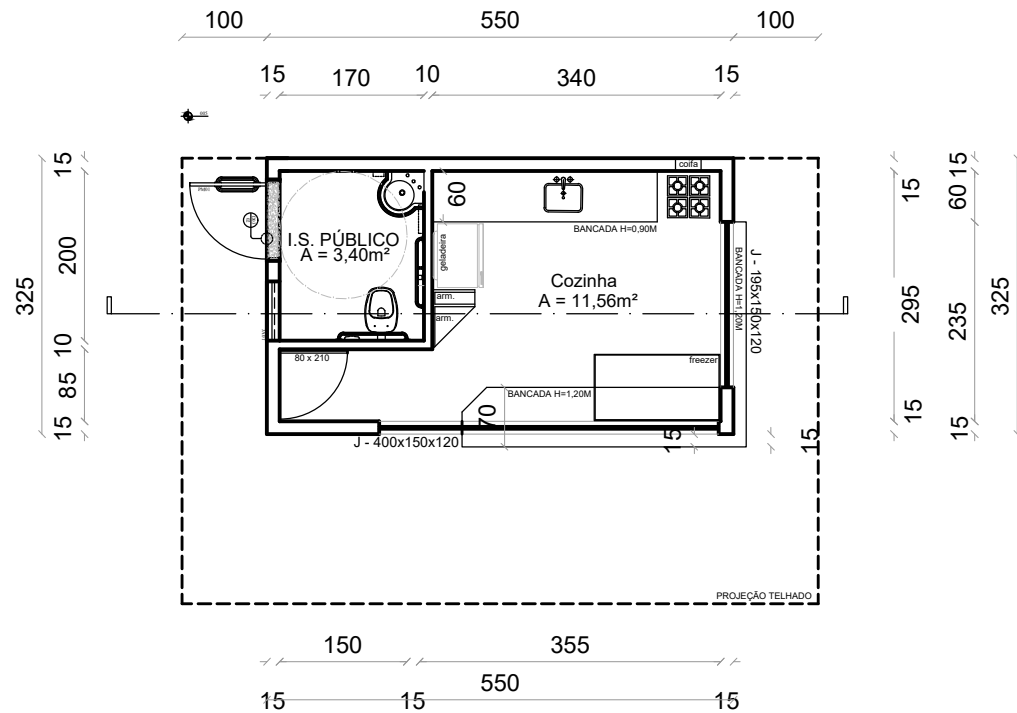 100 550 100
15 170 10 340 15
15
200
10
85
15
325
coifa
60
BANCADA H=0,90M
geladeira
I.S. PÚBLICO
A = 3,40m²
Cozinha
A = 11,56m²
arm.
arm.
80 x 210
freezer
BANCADA H=1,20M
70
J - 400x150x120
15
15
J - 195x150x120
BANCADA H=1,20M
15
295
15
15
60
235
15
325
PROJEÇÃO TELHADO
150 355
550
15 15 15